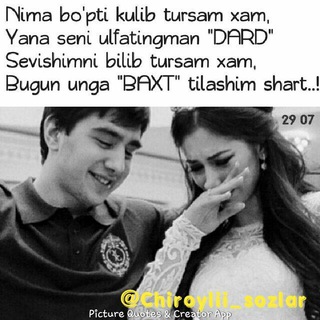 Nima bo'pti kulib tursam xam,
Yana seni ulfatingman "DARD"
Sevishimni bilib tursam xam,
Bugun unga "BAXT" tilashim shart..!
29 07
@Chiroylii_sozlar
Picture Quotes & Creator App